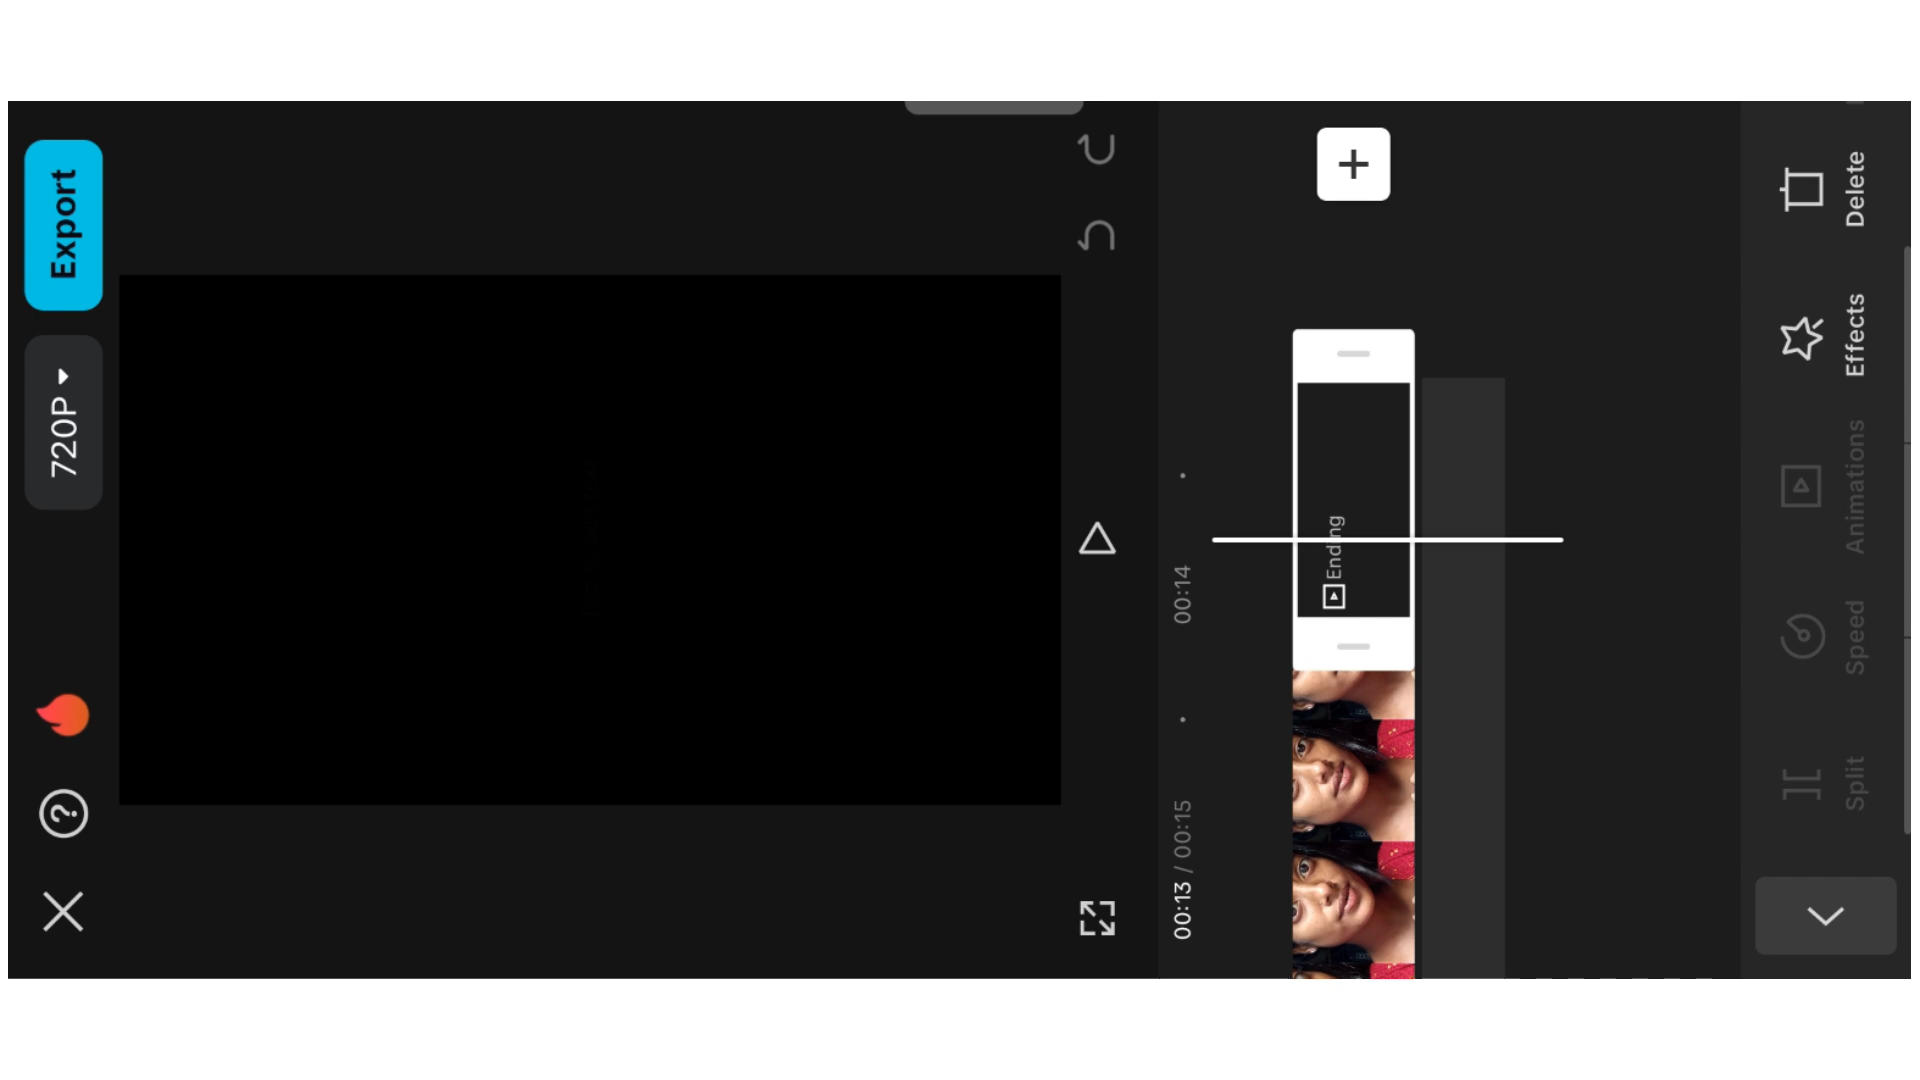 720P
Export
00:13 / 00:15
00:14
Ending
Split
Speed
Animations
Effects
Delete